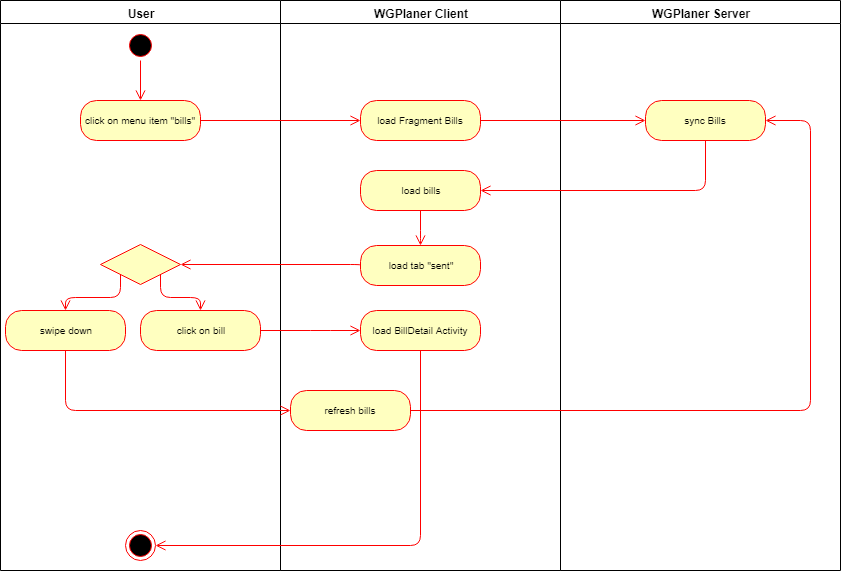 User
WGPlaner Client
WGPlaner Server
click on menu item "bills"
load Fragment Bills
sync Bills
load bills
load tab "sent"
swipe down
click on bill
load BillDetail Activity
refresh bills